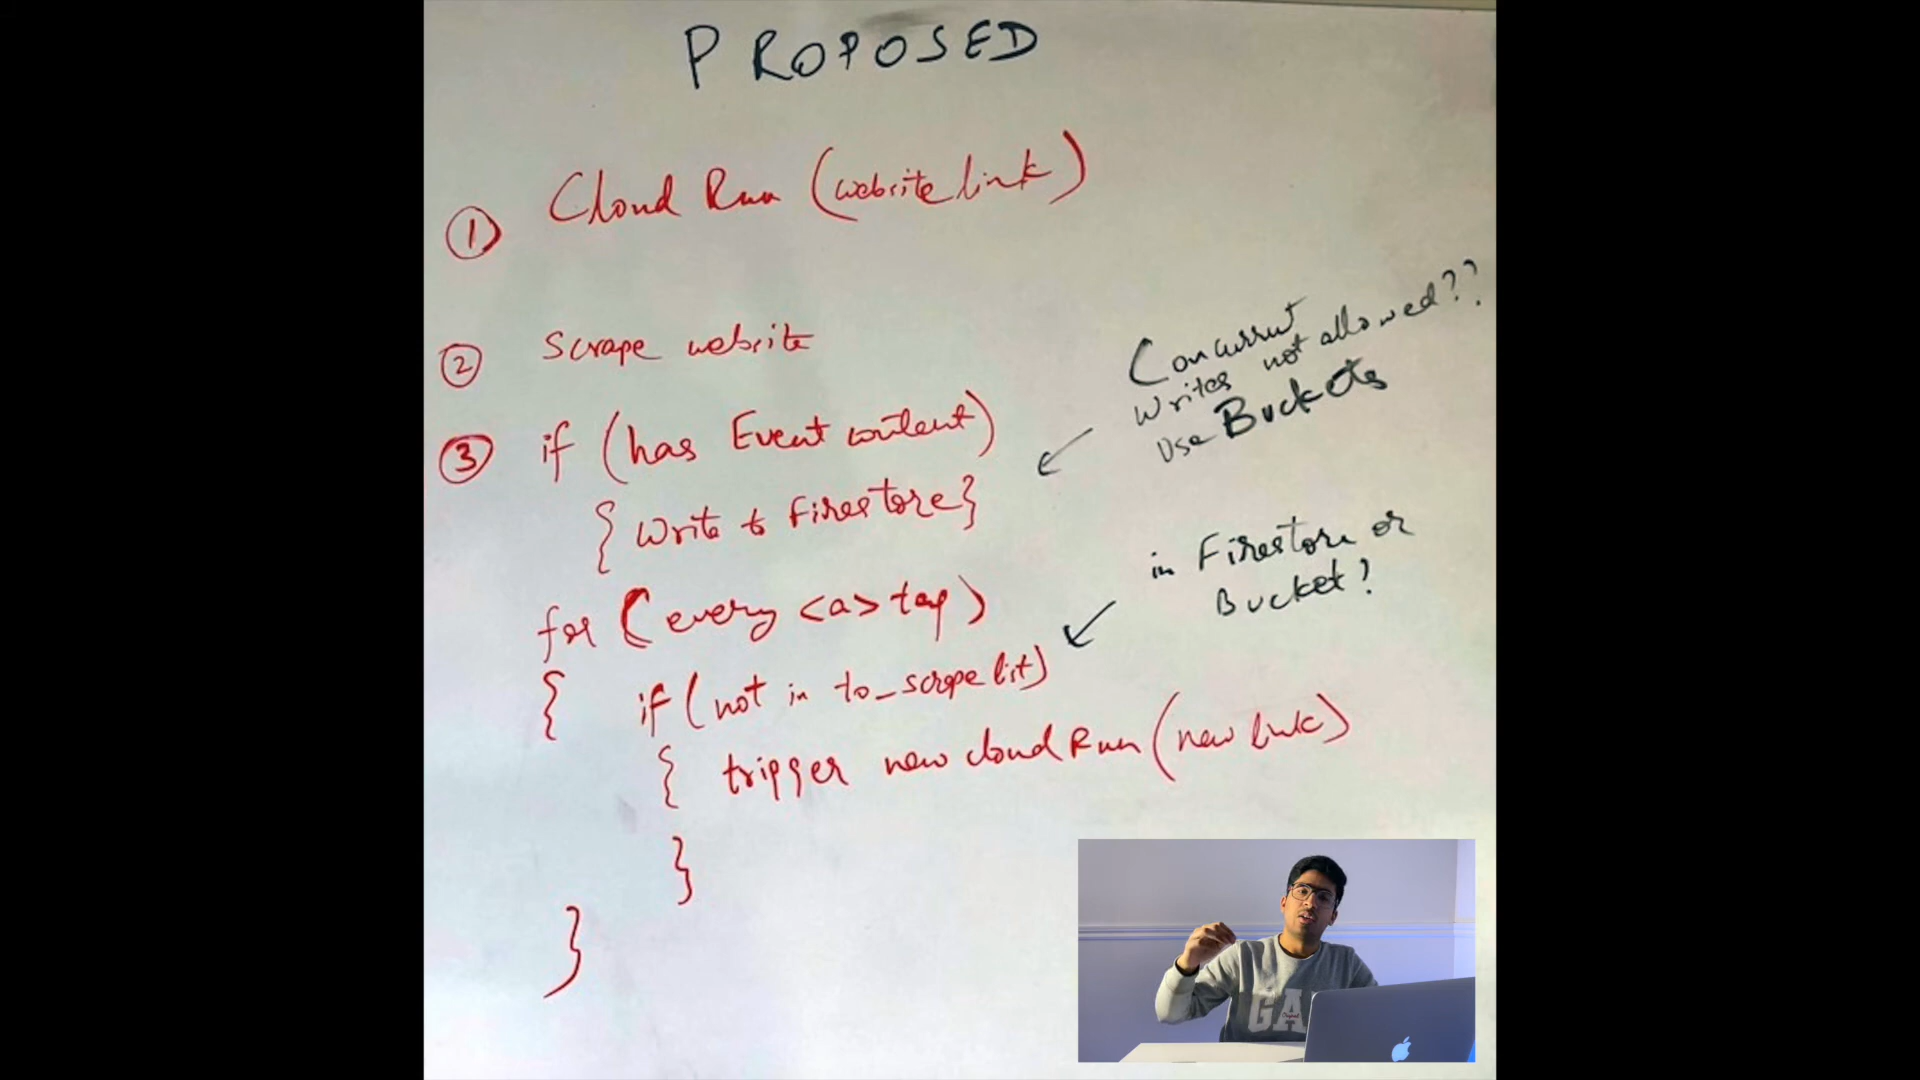 PROPOSED
① Cloud Run (website link)
② Scrape website
③ if (has Event content)
{ Write to Firestore}
Concurrent
Writes not allowed??
Use Buckets
for (every <a> tag)
in Firestore or
Bucket?
{ if (not in to_scrape list)
{ trigger new cloud Run (new link)
}
}
GA